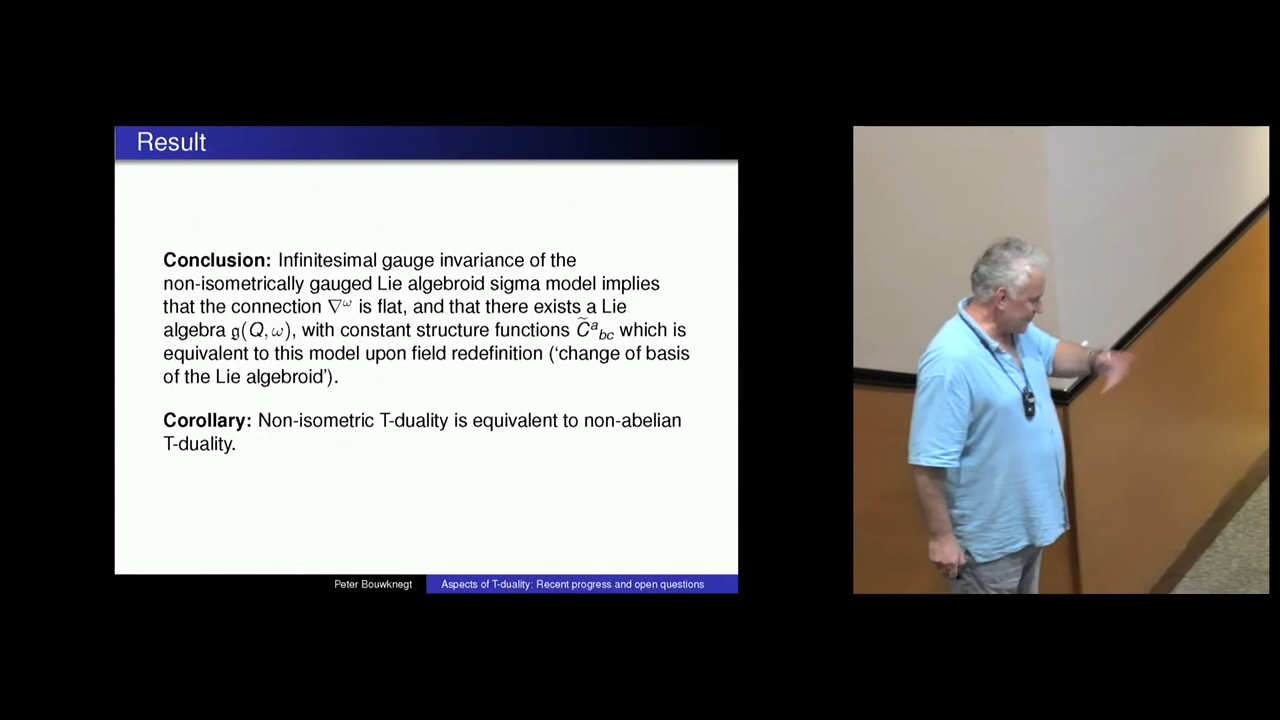 Result
Conclusion: Infinitesimal gauge invariance of the
non-isometrically gauged Lie algebroid sigma model implies
that the connection ∇^ω is flat, and that there exists a Lie
algebra 𝔤(Q, ω), with constant structure functions C̃^a_bc which is
equivalent to this model upon field redefinition (‘change of basis
of the Lie algebroid’).
Corollary: Non-isometric T-duality is equivalent to non-abelian
T-duality.
Peter Bouwknegt
Aspects of T-duality: Recent progress and open questions